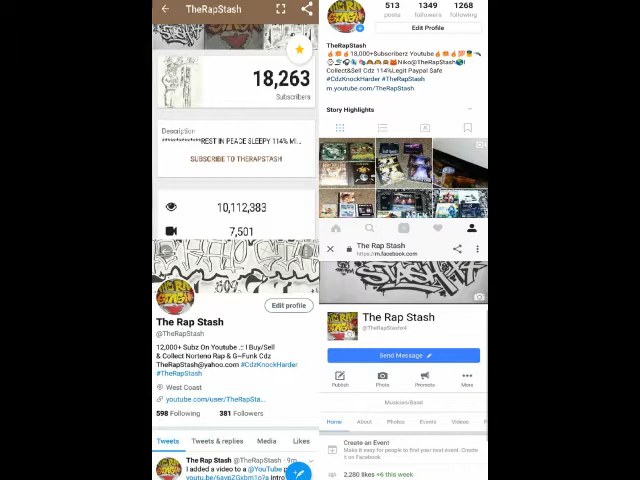 TheRapStash
18,263
Subscribers
Description
REST IN PEACE SLEEPY 114% M...
SUBSCRIBE TO THERAPSTASH
10,112,383
7,501
Edit profile
The Rap Stash
@TheRapStash
12,000+ Subz On Youtube .:: I Buy/Sell
& Collect Norteno Rap & G~Funk Cdz
TheRapStash@yahoo.com #CdzKnockHarder
#TheRapStash
West Coast
youtube.com/user/TheRapSta...
598 Following 381 Followers
Tweets Tweets & replies Media Likes
The Rap Stash @TheRapStash · 9m
I added a video to a @YouTube
513 1349 1268
posts followers following
Edit Profile
TheRapStash
18,000+Subscriberz Youtube
Niko@TheRapStash
Collect&Sell Cdz 114%Legit Paypal Safe
#CdzKnockHarder #TheRapStash
m.youtube.com/TheRapStash
Story Highlights
The Rap Stash
https://m.facebook.com
STASH
The Rap Stash
@TheRapStash4
Send Message
Publish Photo Promote More
Musician/Band
Home About Photos Events Videos
Create an Event
Make it easy for people to find your next event. Create
it on Facebook.
2,280 likes +6 this week